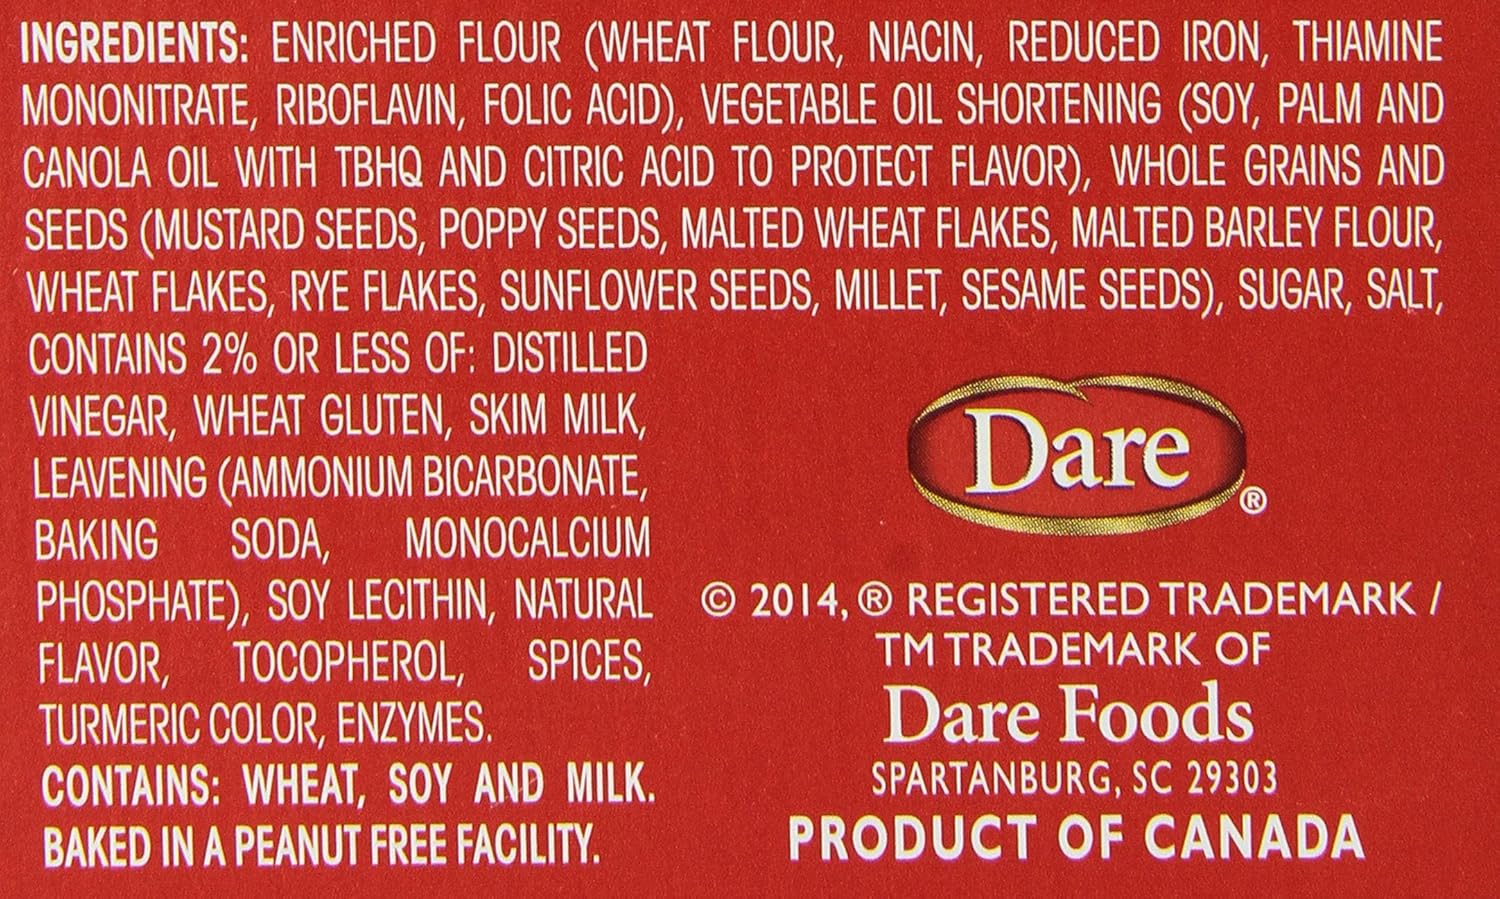 INGREDIENTS: ENRICHED FLOUR (WHEAT FLOUR, NIACIN, REDUCED IRON, THIAMINE
MONONITRATE, RIBOFLAVIN, FOLIC ACID), VEGETABLE OIL SHORTENING (SOY, PALM AND
CANOLA OIL WITH TBHQ AND CITRIC ACID TO PROTECT FLAVOR), WHOLE GRAINS AND
SEEDS (MUSTARD SEEDS, POPPY SEEDS, MALTED WHEAT FLAKES, MALTED BARLEY FLOUR,
WHEAT FLAKES, RYE FLAKES, SUNFLOWER SEEDS, MILLET, SESAME SEEDS), SUGAR, SALT,
CONTAINS 2% OR LESS OF: DISTILLED
VINEGAR, WHEAT GLUTEN, SKIM MILK,
LEAVENING (AMMONIUM BICARBONATE,
BAKING SODA, MONOCALCIUM
PHOSPHATE), SOY LECITHIN, NATURAL
FLAVOR, TOCOPHEROL, SPICES,
TURMERIC COLOR, ENZYMES.
CONTAINS: WHEAT, SOY AND MILK.
BAKED IN A PEANUT FREE FACILITY.
Dare ®
© 2014, ® REGISTERED TRADEMARK /
TM TRADEMARK OF
Dare Foods
SPARTANBURG, SC 29303
PRODUCT OF CANADA